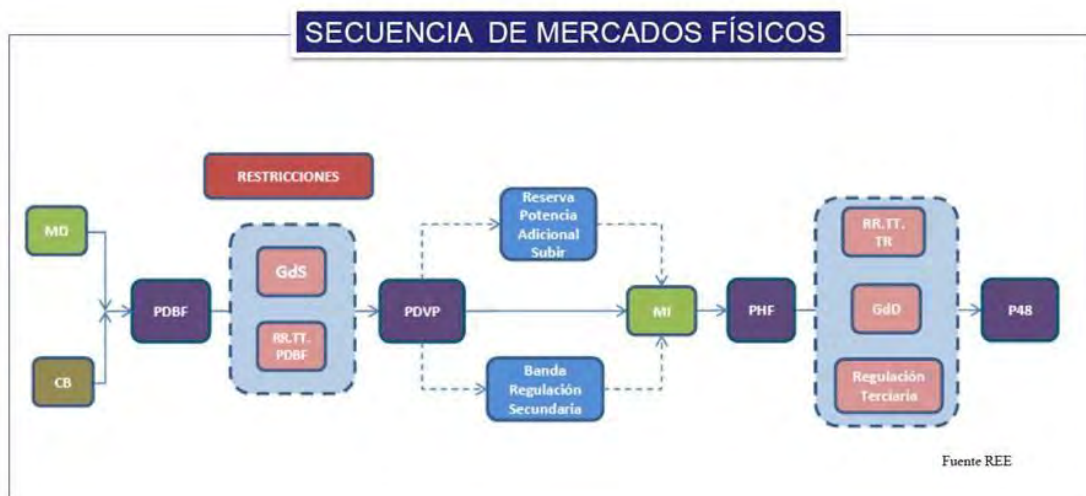 SECUENCIA DE MERCADOS FÍSICOS
RESTRICCIONES
MD
CB
PDBF
GdS
RR.TT.
PDBF
PDVP
Reserva
Potencia
Adicional
Subir
Banda
Regulación
Secundaria
MI
PHF
RR.TT.
TR
GdD
Regulación
Terciaria
P48
Fuente REE